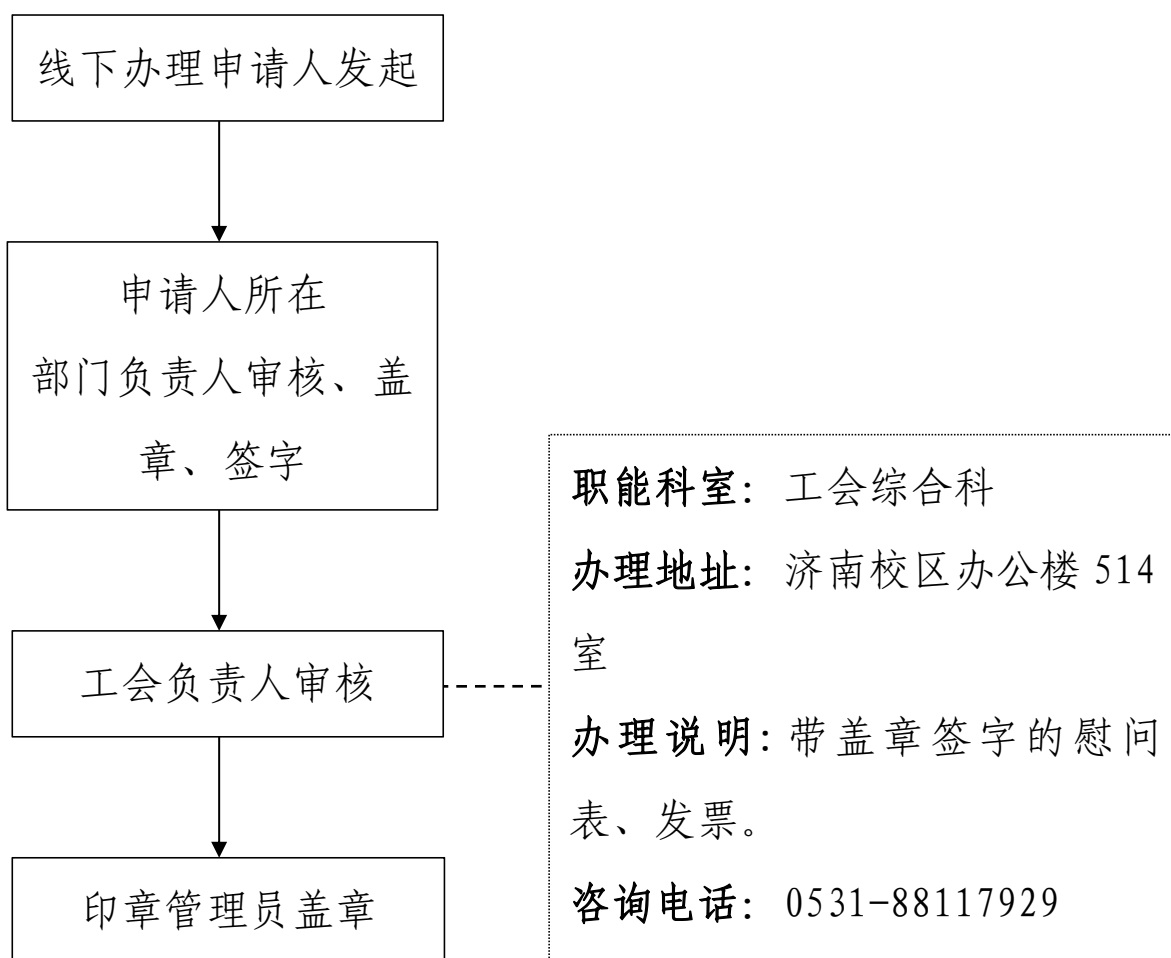 线下办理申请人发起
申请人所在
部门负责人审核、盖
章、签字
工会负责人审核
印章管理员盖章
职能科室：工会综合科
办理地址：济南校区办公楼 514
室
办理说明：带盖章签字的慰问
表、发票。
咨询电话：0531-88117929